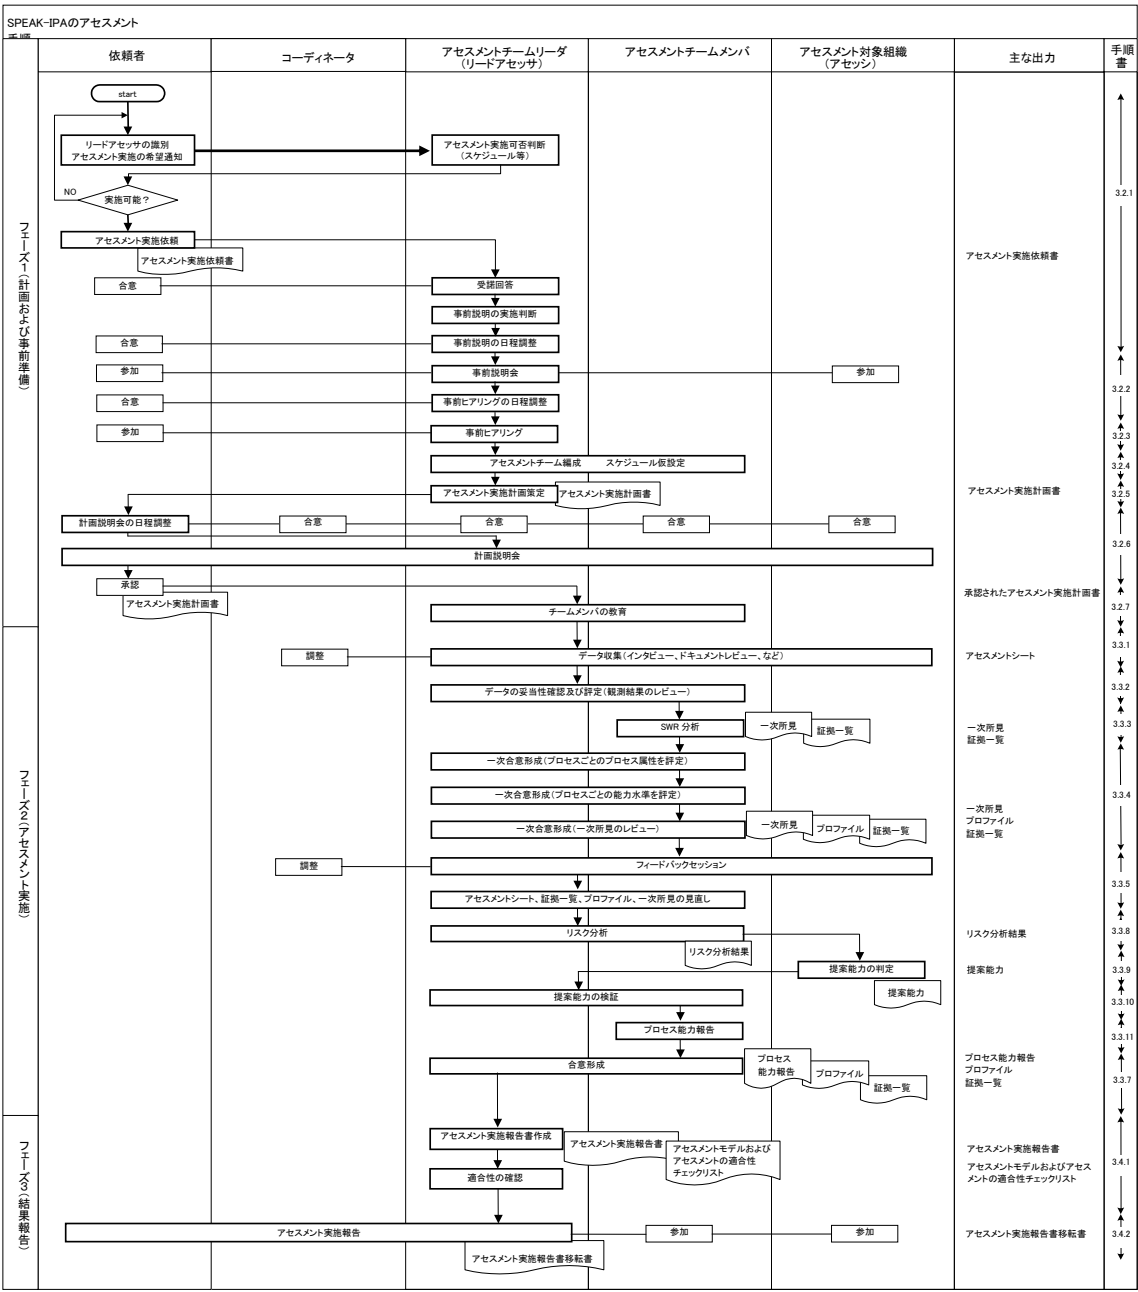 SPEAK-IPAのアセスメント
手順
依頼者
コーディネータ
アセスメントチームリーダ
(リードアセッサ)
アセスメントチームメンバ
アセスメント対象組織
(アセッシ)
主な出力
手順
書
フェーズ1(計画および事前準備)
start
リードアセッサの識別
アセスメント実施の希望通知
アセスメント実施可否判断
(スケジュール等)
NO
実施可能?
3.2.1
アセスメント実施依頼
アセスメント実施依頼書
アセスメント実施依頼書
合意
受諾回答
事前説明の実施判断
合意
事前説明の日程調整
参加
事前説明会
参加
3.2.2
合意
事前ヒアリングの日程調整
参加
事前ヒアリング
3.2.3
アセスメントチーム編成 スケジュール仮設定
3.2.4
アセスメント実施計画策定
アセスメント実施計画書
アセスメント実施計画書
3.2.5
計画説明会の日程調整
合意
合意
合意
合意
3.2.6
計画説明会
承認
アセスメント実施計画書
承認されたアセスメント実施計画書
チームメンバの教育
3.2.7
フェーズ2(アセスメント実施)
調整
データ収集(インタビュー、ドキュメントレビュー、など)
アセスメントシート
3.3.1
データの妥当性確認及び評定(観測結果のレビュー)
3.3.2
SWR 分析
一次所見
証拠一覧
一次所見
証拠一覧
3.3.3
一次合意形成(プロセスごとのプロセス属性を評定)
一次合意形成(プロセスごとの能力水準を評定)
3.3.4
一次合意形成(一次所見のレビュー)
一次所見
プロファイル
証拠一覧
一次所見
プロファイル
証拠一覧
調整
フィードバックセッション
3.3.5
アセスメントシート、証拠一覧、プロファイル、一次所見の見直し
リスク分析
リスク分析結果
リスク分析結果
3.3.8
提案能力の判定
提案能力
提案能力
3.3.9
提案能力の検証
3.3.10
プロセス能力報告
3.3.11
合意形成
プロセス
能力報告
プロファイル
証拠一覧
プロセス能力報告
プロファイル
証拠一覧
3.3.7
フェーズ3(結果報告)
アセスメント実施報告書作成
アセスメント実施報告書
アセスメントモデルおよび
アセスメントの適合性
チェックリスト
アセスメント実施報告書
アセスメントモデルおよびアセス
メントの適合性チェックリスト
3.4.1
適合性の確認
アセスメント実施報告
参加
参加
アセスメント実施報告書移転書
アセスメント実施報告書移転書
3.4.2